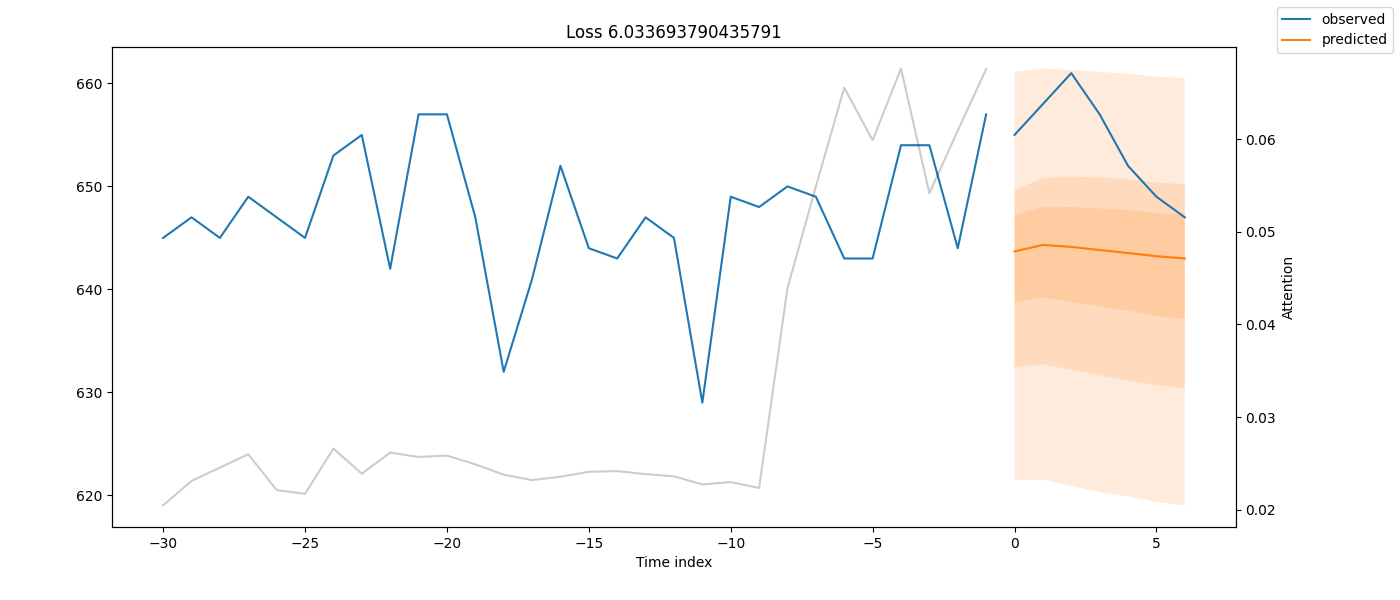 Loss 6.033693790435791
observed
predicted
660
650
640
630
620
0.06
0.05
0.04
0.03
0.02
Attention
−30 −25 −20 −15 −10 −5 0 5
Time index